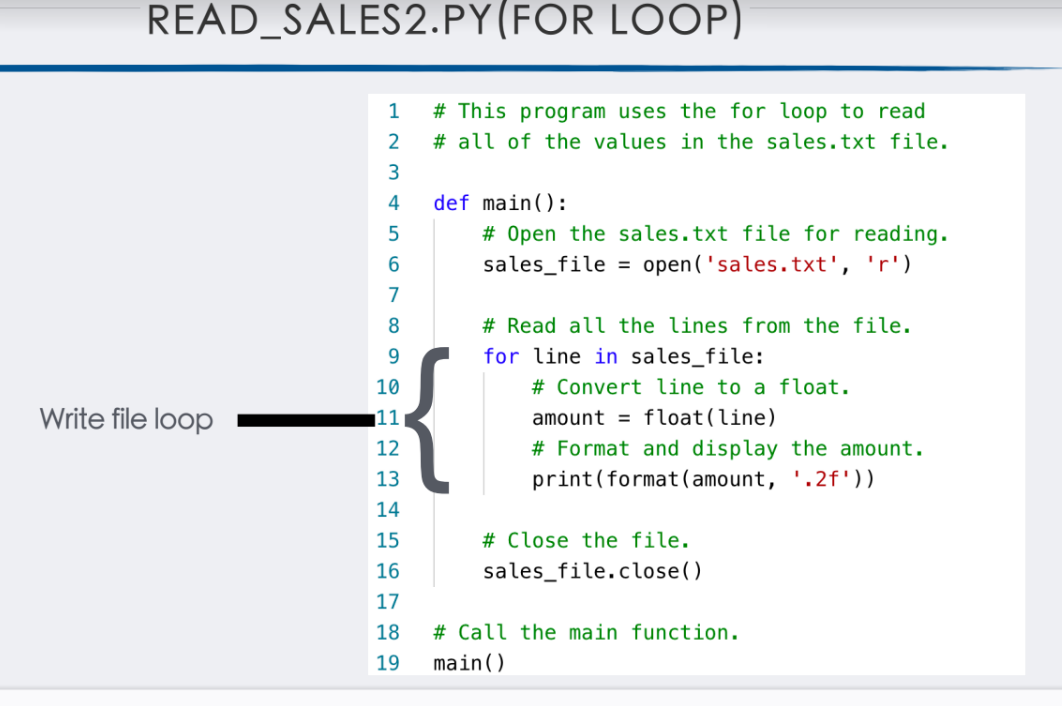 READ_SALES2.PY(FOR LOOP)
1 # This program uses the for loop to read
2 # all of the values in the sales.txt file.
3
4 def main():
5     # Open the sales.txt file for reading.
6     sales_file = open('sales.txt', 'r')
7
8     # Read all the lines from the file.
9     for line in sales_file:
10         # Convert line to a float.
Write file loop
11         amount = float(line)
12         # Format and display the amount.
13         print(format(amount, '.2f'))
14
15     # Close the file.
16     sales_file.close()
17
18 # Call the main function.
19 main()